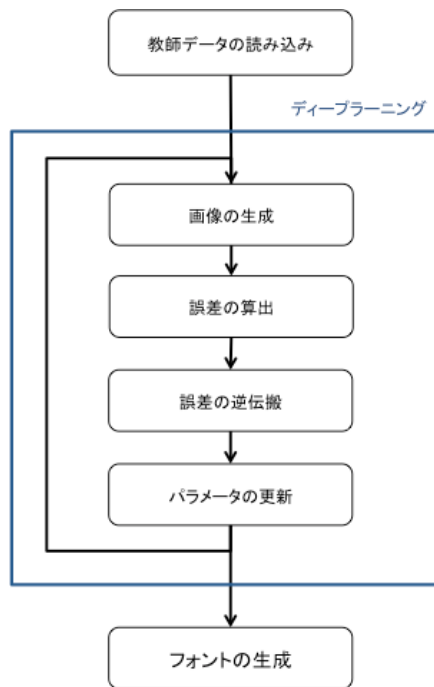 教師データの読み込み
ディープラーニング
画像の生成
誤差の算出
誤差の逆伝搬
パラメータの更新
フォントの生成